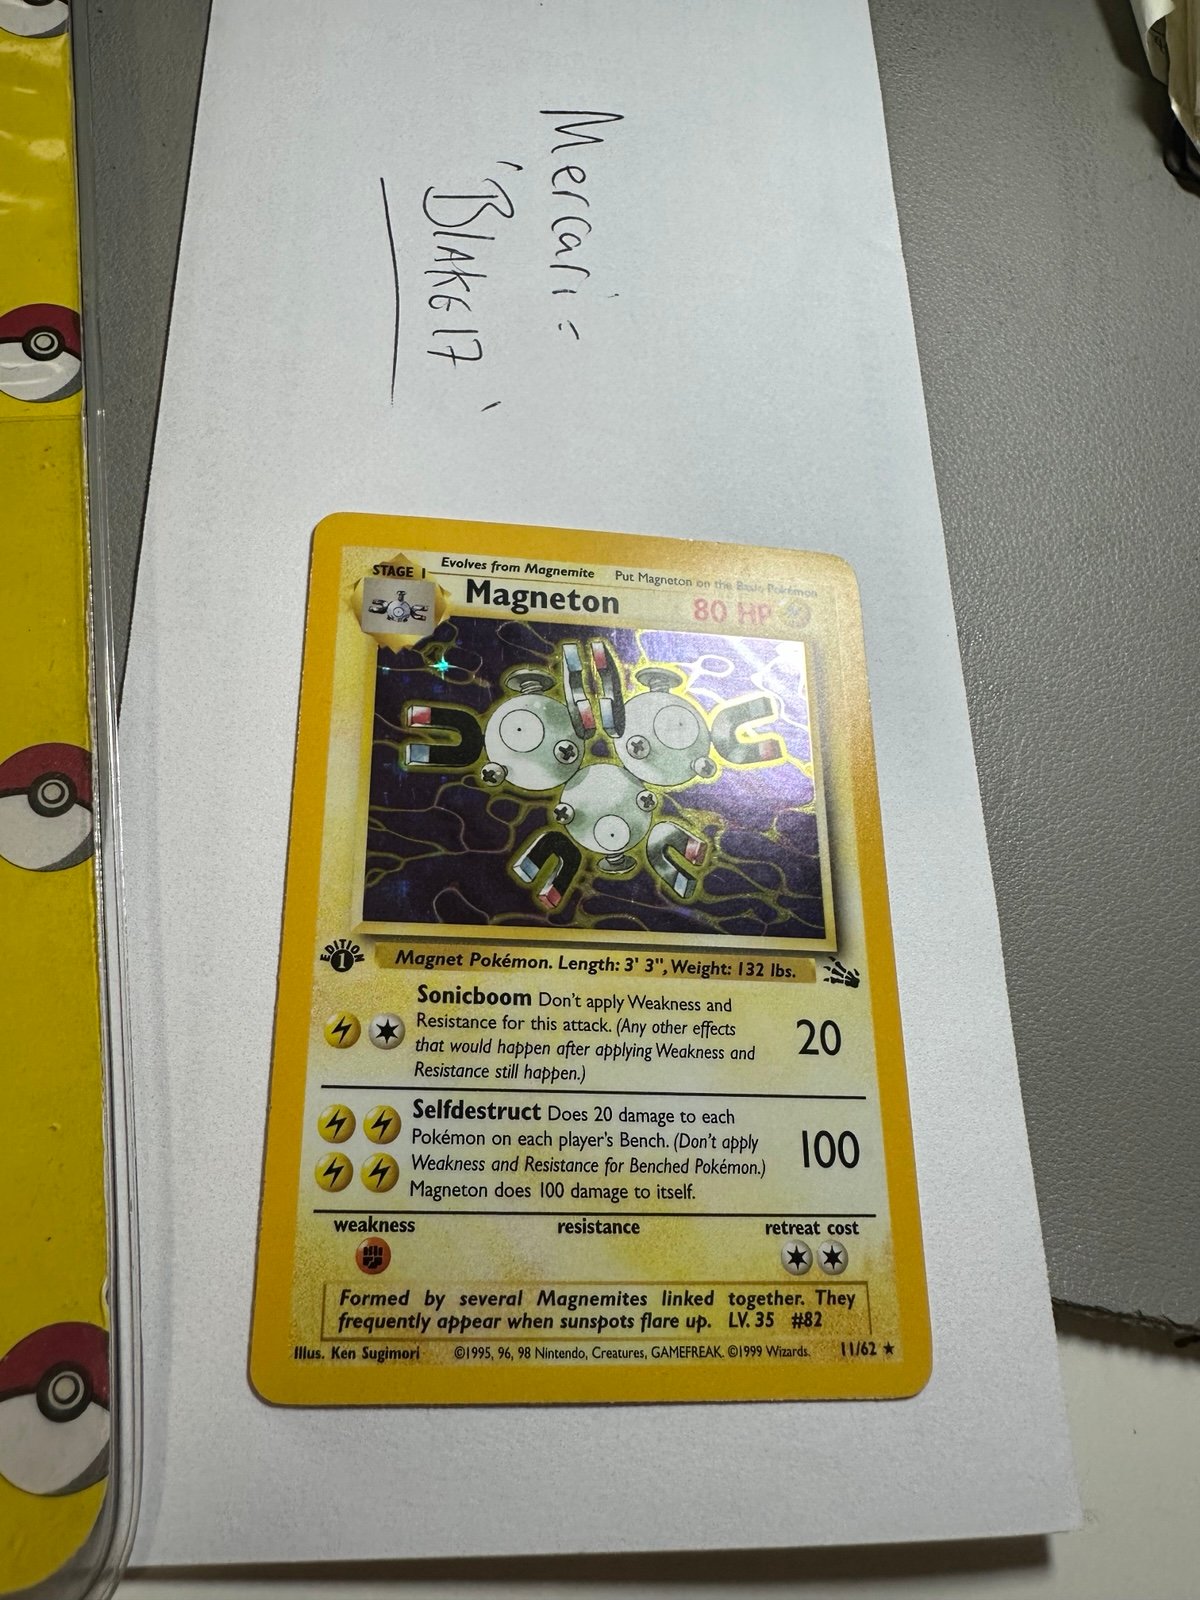 Mercari =
'BLAKE17'
STAGE 1 Evolves from Magnemite Put Magneton on the Basic Pokémon
Magneton 80 HP
EDITION
1
Magnet Pokémon. Length: 3' 3", Weight: 132 lbs.
Sonicboom Don't apply Weakness and
Resistance for this attack. (Any other effects
that would happen after applying Weakness and
Resistance still happen.)
20
Selfdestruct Does 20 damage to each
Pokémon on each player's Bench. (Don't apply
Weakness and Resistance for Benched Pokémon.)
Magneton does 100 damage to itself.
100
weakness resistance retreat cost
Formed by several Magnemites linked together. They
frequently appear when sunspots flare up. LV. 35 #82
Illus. Ken Sugimori ©1995, 96, 98 Nintendo, Creatures, GAMEFREAK. ©1999 Wizards. 11/62 ★